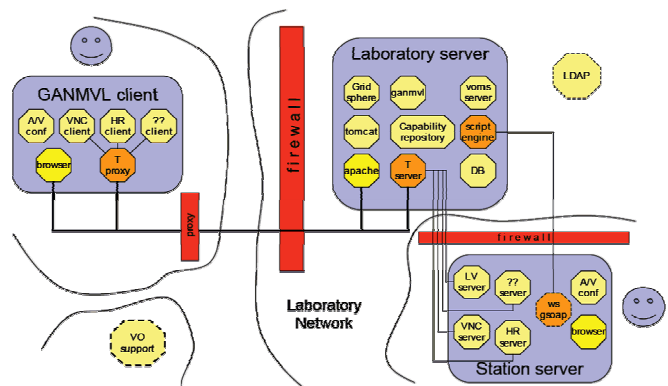 GANMVL client
A/V
conf
VNC
client
HR
client
??
client
browser
T
proxy
proxy
firewall
Laboratory server
Grid
sphere
ganmvl
voms
server
tomcat
Capability
repository
script
engine
apache
T
server
DB
LDAP
firewall
LV
server
??
server
A/V
conf
ws
gsoap
VNC
server
HR
server
browser
Station server
Laboratory
Network
VO
support